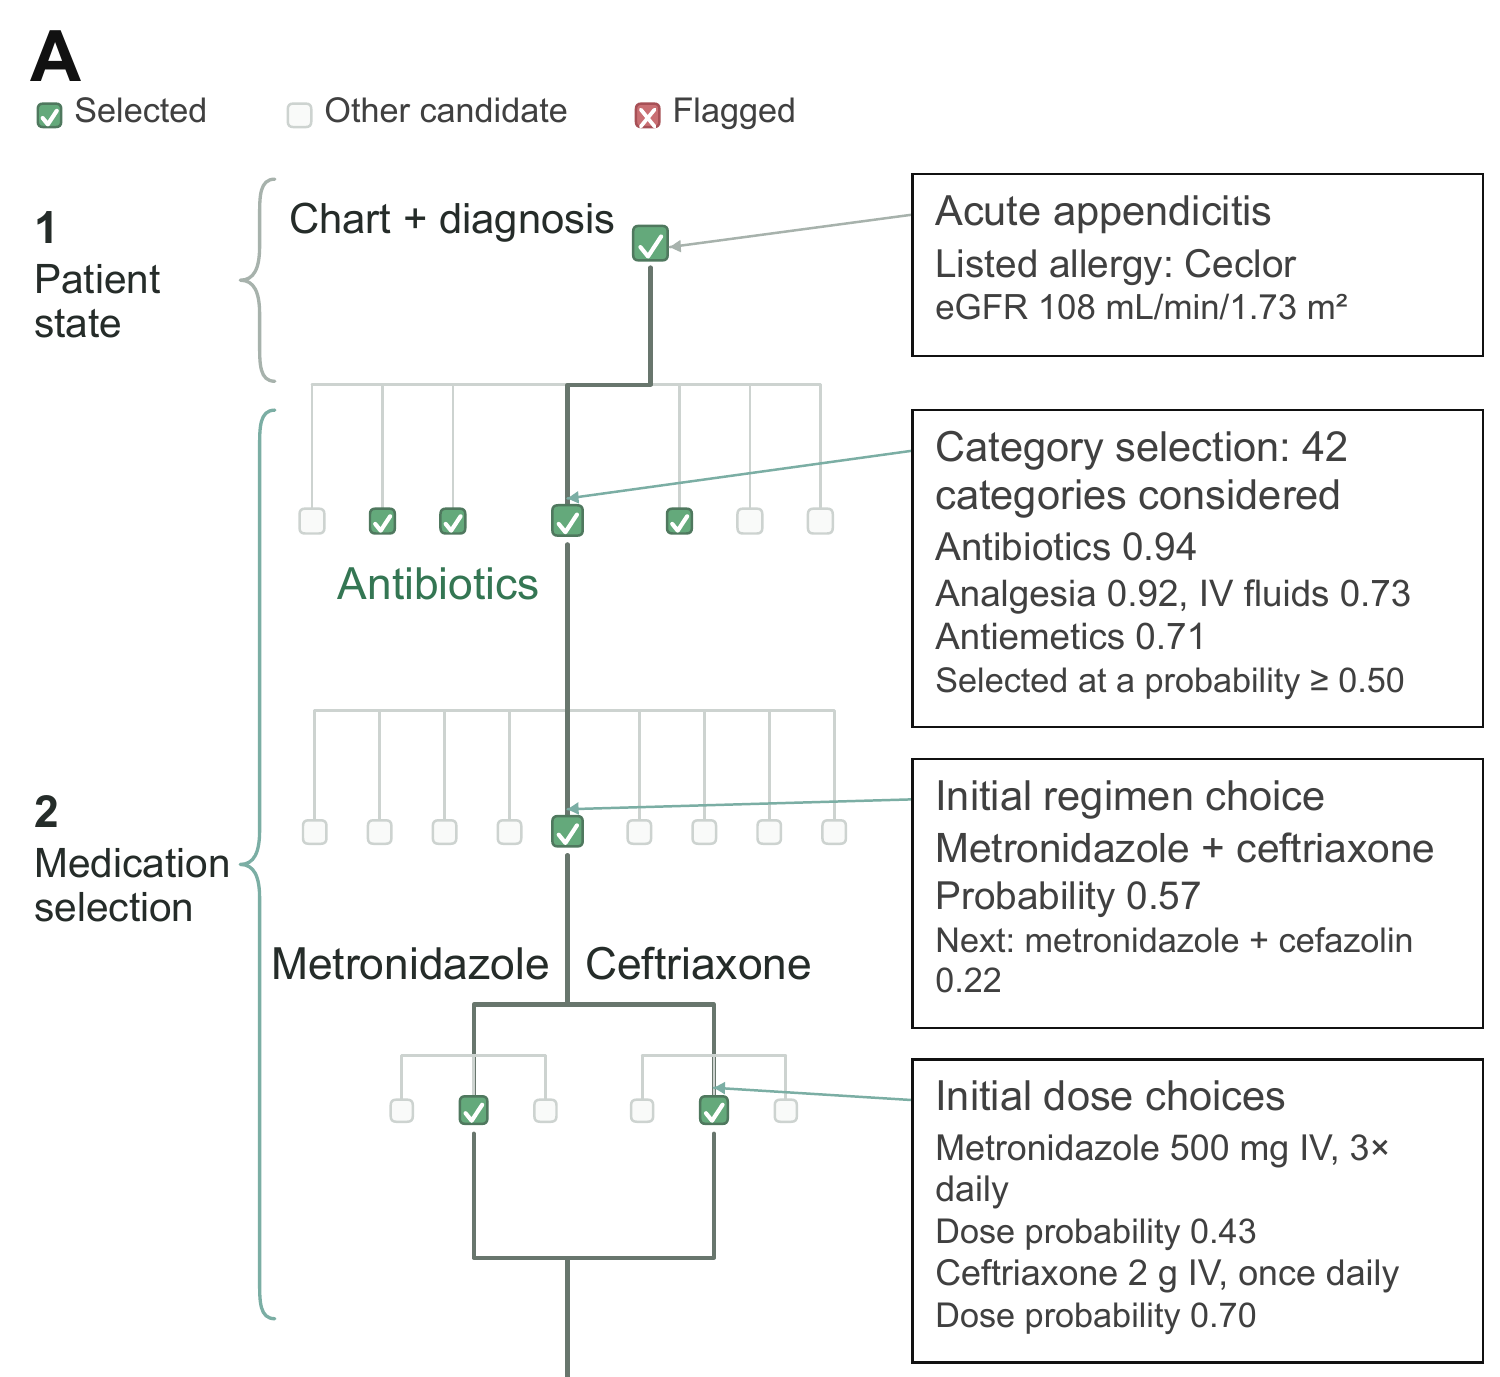 A
Selected
Other candidate
Flagged
1
Patient
state
Chart + diagnosis
Acute appendicitis
Listed allergy: Ceclor
eGFR 108 mL/min/1.73 m²
Category selection: 42
categories considered
Antibiotics 0.94
Analgesia 0.92, IV fluids 0.73
Antiemetics 0.71
Selected at a probability ≥ 0.50
Antibiotics
2
Medication
selection
Initial regimen choice
Metronidazole + ceftriaxone
Probability 0.57
Next: metronidazole + cefazolin
0.22
Metronidazole
Ceftriaxone
Initial dose choices
Metronidazole 500 mg IV, 3×
daily
Dose probability 0.43
Ceftriaxone 2 g IV, once daily
Dose probability 0.70